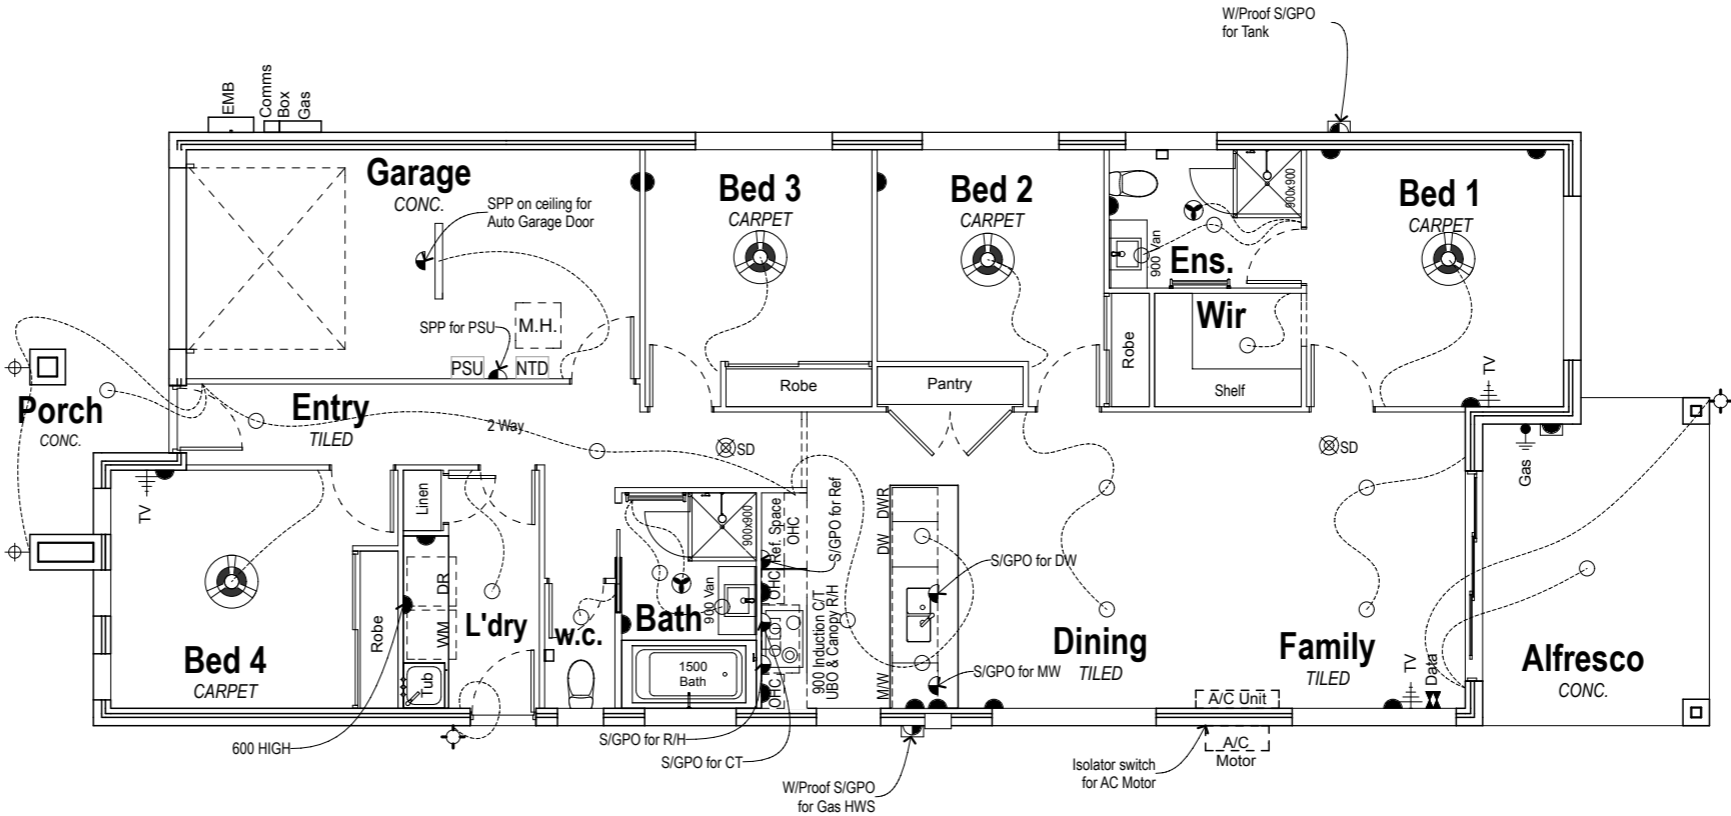 W/Proof S/GPO
for Tank
EMB
Comms
Box
Gas
Garage
CONC.
SPP on ceiling for
Auto Garage Door
SPP for PSU
M.H.
PSU
NTD
Bed 3
CARPET
Robe
Bed 2
CARPET
Pantry
Robe
900x900
900 Van
Ens.
Wir
Shelf
Bed 1
CARPET
TV
Porch
CONC.
Entry
TILED
2 Way
SD
SD
Gas
TV
Linen
Bed 4
CARPET
Robe
DR
WM
Tub
L'dry
w.c.
900x900
900 Van
Bath
1500
Bath
Ref. Space
OHC
S/GPO for Ref
OHC
OHC
900 Induction C/T
UBO & Canopy R/H
DWR
DW
M/W
S/GPO for DW
S/GPO for MW
Dining
TILED
Family
TILED
TV
Data
A/C Unit
A/C
Motor
Alfresco
CONC.
600 HIGH
S/GPO for R/H
S/GPO for CT
W/Proof S/GPO
for Gas HWS
Isolator switch
for AC Motor